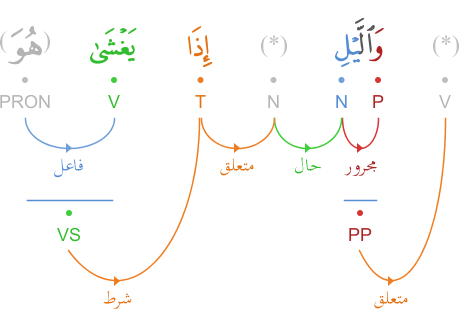 (*) وَٱلَّيْلِ (*) إِذَا يَغْشَىٰ (هُوَ)
V P N N T V PRON
مجرور حال متعلق فاعل
PP VS
متعلق شرط